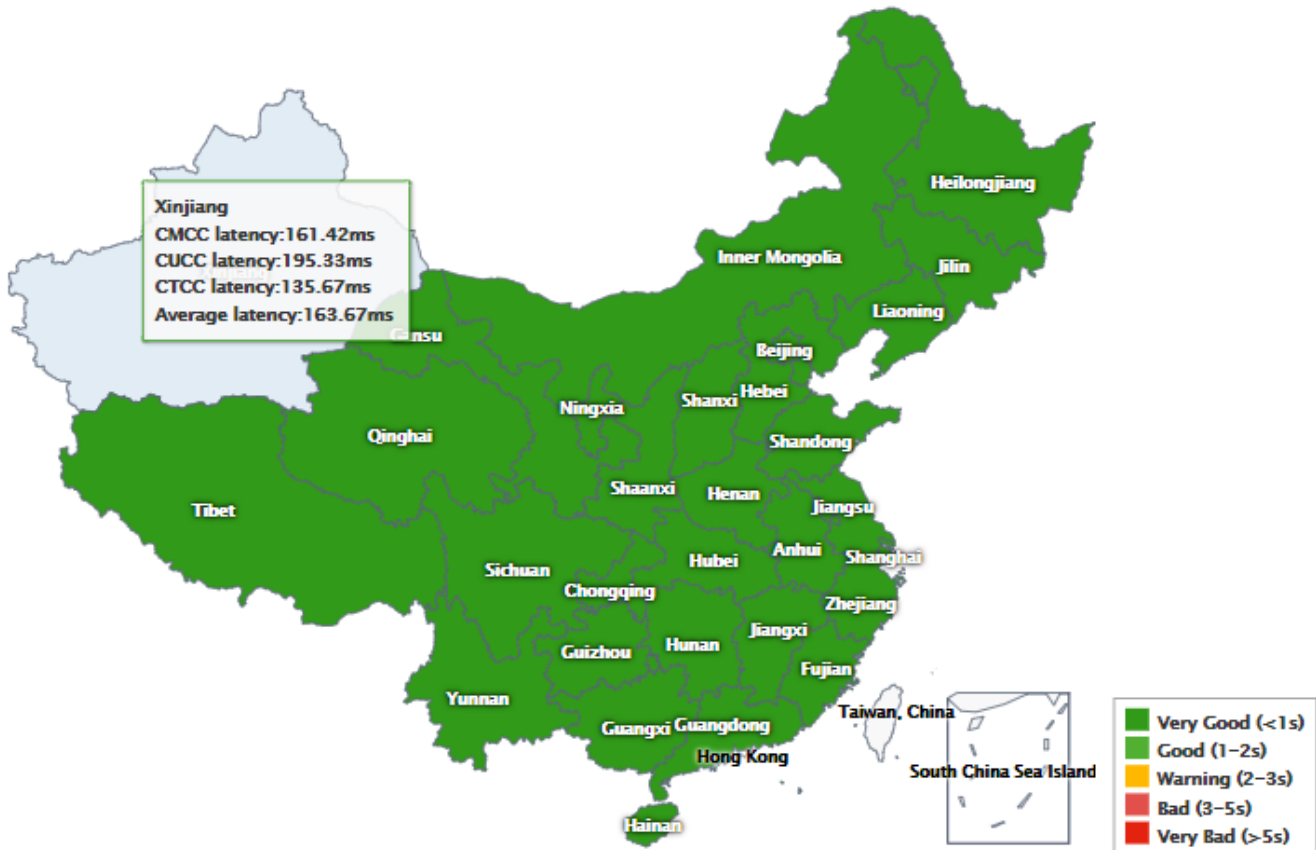 Heilongjiang
Xinjiang
CMCC latency:161.42ms
CUCC latency:195.33ms
CTCC latency:135.67ms
Average latency:163.67ms
Xinjiang
Inner Mongolia
Jilin
Liaoning
Gansu
Beijing
Hebei
Shanxi
Ningxia
Qinghai
Shandong
Shaanxi
Henan
Jiangsu
Tibet
Anhui
Shanghai
Hubei
Sichuan
Chongqing
Zhejiang
Jiangxi
Hunan
Guizhou
Fujian
Yunnan
Taiwan, China
Guangxi
Guangdong
Hong Kong
South China Sea Island
Hainan
Very Good (<1s)
Good (1-2s)
Warning (2-3s)
Bad (3-5s)
Very Bad (>5s)